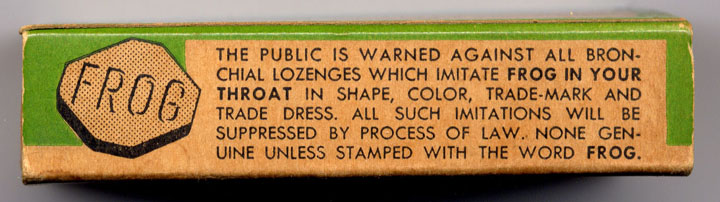 FROG
THE PUBLIC IS WARNED AGAINST ALL BRON-
CHIAL LOZENGES WHICH IMITATE FROG IN YOUR
THROAT IN SHAPE, COLOR, TRADE-MARK AND
TRADE DRESS. ALL SUCH IMITATIONS WILL BE
SUPPRESSED BY PROCESS OF LAW. NONE GEN-
UINE UNLESS STAMPED WITH THE WORD FROG.